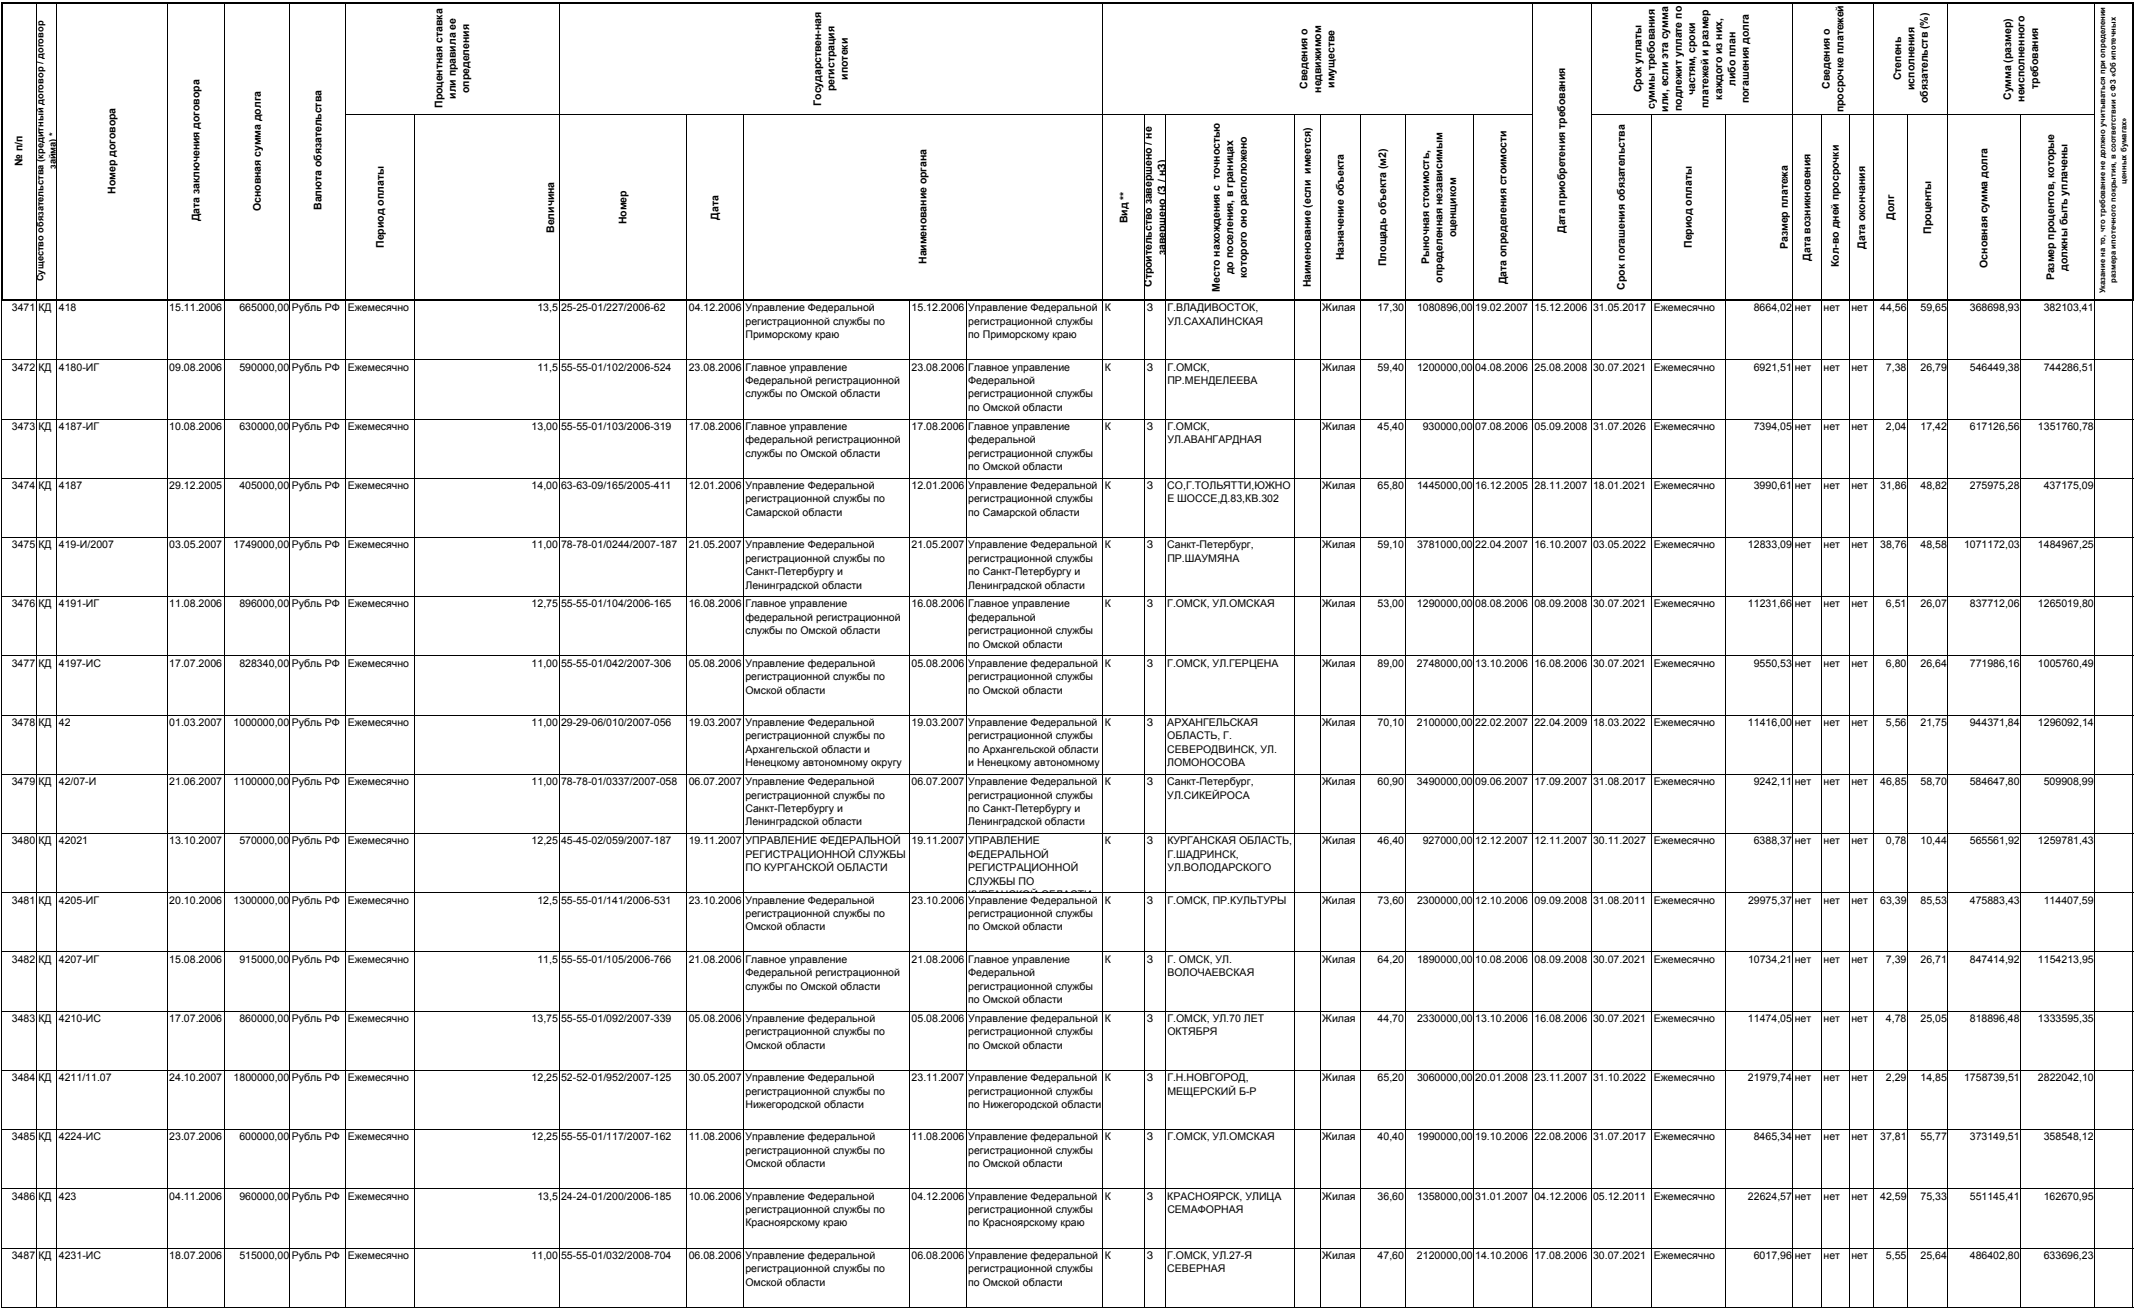 № п/п
Существо обязательства (кредитный договор / договор
займа) *
Номер договора
Дата заключения договора
Основная сумма долга
Валюта обязательства
Процентная ставка
или правила ее
определения
Период оплаты
Величина
Государствен-ная
регистрация
ипотеки
Номер
Дата
Наименование органа
Сведения о
недвижимом
имуществе
Вид **
Строительство завершено / не
завершено (З / нЗ)
Место нахождения с точностью
до поселения, в границах
которого оно расположено
Наименование (если имеется)
Назначение объекта
Площадь объекта (м2)
Рыночная стоимость,
определенная независимым
оценщиком
Дата определения стоимости
Дата приобретения требования
Срок уплаты
суммы требования
или, если эта сумма
подлежит уплате по
частям, сроки
платежей и размер
каждого из них,
либо план
погашения долга
Срок погашения обязательства
Период оплаты
Размер платежа
Сведения о
просрочке платежей
Дата возникновения
Кол-во дней просрочки
Дата окончания
Степень
исполнения
обязательств (%)
Долг
Проценты
Сумма (размер)
неисполненного
требования
Основная сумма долга
Размер процентов, которые
должны быть уплачены
Указание на то, что требование не должно учитываться при определении
размера ипотечного покрытия, в соответствии с ФЗ «Об ипотечных
ценных бумагах»
3471 КД 418 15.11.2006 665000,00 Рубль РФ Ежемесячно 13,5 25-25-01/227/2006-62 04.12.2006 Управление Федеральной 15.12.2006 Управление Федеральной К З Г.ВЛАДИВОСТОК, Жилая 17,30 1080896,00 19.02.2007 15.12.2006 31.05.2017 Ежемесячно 8664,02 нет нет нет 44,56 59,65 368698,93 382103,41
регистрационной службы по регистрационной службы УЛ.САХАЛИНСКАЯ
Приморскому краю по Приморскому краю
3472 КД 4180-ИГ 09.08.2006 590000,00 Рубль РФ Ежемесячно 11,5 55-55-01/102/2006-524 23.08.2006 Главное управление 23.08.2006 Главное управление К З Г.ОМСК, Жилая 59,40 1200000,00 04.08.2006 25.08.2008 30.07.2021 Ежемесячно 6921,51 нет нет нет 7,38 26,79 546449,38 744286,51
Федеральной регистрационной Федеральной ПР.МЕНДЕЛЕЕВА
службы по Омской области регистрационной службы
по Омской области
3473 КД 4187-ИГ 10.08.2006 630000,00 Рубль РФ Ежемесячно 13,00 55-55-01/103/2006-319 17.08.2006 Главное управление 17.08.2006 Главное управление К З Г.ОМСК, Жилая 45,40 930000,00 07.08.2006 05.09.2008 31.07.2026 Ежемесячно 7394,05 нет нет нет 2,04 17,42 617126,56 1351760,78
федеральной регистрационной федеральной УЛ.АВАНГАРДНАЯ
службы по Омской области регистрационной службы
по Омской области
3474 КД 4187 29.12.2005 405000,00 Рубль РФ Ежемесячно 14,00 63-63-09/165/2005-411 12.01.2006 Управление Федеральной 12.01.2006 Управление Федеральной К З СО,Г.ТОЛЬЯТТИ,ЮЖНО Жилая 65,80 1445000,00 16.12.2005 28.11.2007 18.01.2021 Ежемесячно 3990,61 нет нет нет 31,86 48,82 275975,28 437175,09
регистрационной службы по регистрационной службы Е ШОССЕ,Д.83,КВ.302
Самарской области по Самарской области
3475 КД 419-И/2007 03.05.2007 1749000,00 Рубль РФ Ежемесячно 11,00 78-78-01/0244/2007-187 21.05.2007 Управление Федеральной 21.05.2007 Управление Федеральной К З Санкт-Петербург, Жилая 59,10 3781000,00 22.04.2007 16.10.2007 03.05.2022 Ежемесячно 12833,09 нет нет нет 38,76 48,58 1071172,03 1484967,25
регистрационной службы по регистрационной службы ПР.ШАУМЯНА
Санкт-Петербургу и по Санкт-Петербургу и
Ленинградской области Ленинградской области
3476 КД 4191-ИГ 11.08.2006 896000,00 Рубль РФ Ежемесячно 12,75 55-55-01/104/2006-165 16.08.2006 Главное управление 16.08.2006 Главное управление К З Г.ОМСК, УЛ.ОМСКАЯ Жилая 53,00 1290000,00 08.08.2006 08.09.2008 30.07.2021 Ежемесячно 11231,66 нет нет нет 6,51 26,07 837712,06 1265019,80
федеральной регистрационной федеральной
службы по Омской области регистрационной службы
по Омской области
3477 КД 4197-ИС 17.07.2006 828340,00 Рубль РФ Ежемесячно 11,00 55-55-01/042/2007-306 05.08.2006 Управление федеральной 05.08.2006 Управление федеральной К З Г.ОМСК, УЛ.ГЕРЦЕНА Жилая 89,00 2748000,00 13.10.2006 16.08.2006 30.07.2021 Ежемесячно 9550,53 нет нет нет 6,80 26,64 771986,16 1005760,49
регистрационной службы по регистрационной службы
Омской области по Омской области
3478 КД 42 01.03.2007 1000000,00 Рубль РФ Ежемесячно 11,00 29-29-06/010/2007-056 19.03.2007 Управление Федеральной 19.03.2007 Управление Федеральной К З АРХАНГЕЛЬСКАЯ Жилая 70,10 2100000,00 22.02.2007 22.04.2009 18.03.2022 Ежемесячно 11416,00 нет нет нет 5,56 21,75 944371,84 1296092,14
регистрационной службы по регистрационной службы ОБЛАСТЬ, Г.
Архангельской области и по Архангельской области СЕВЕРОДВИНСК, УЛ.
Ненецкому автономному округу и Ненецкому автономному ЛОМОНОСОВА
3479 КД 42/07-И 21.06.2007 1100000,00 Рубль РФ Ежемесячно 11,00 78-78-01/0337/2007-058 06.07.2007 Управление Федеральной 06.07.2007 Управление Федеральной К З Санкт-Петербург, Жилая 60,90 3490000,00 09.06.2007 17.09.2007 31.08.2017 Ежемесячно 9242,11 нет нет нет 46,85 58,70 584647,80 509908,99
регистрационной службы по регистрационной службы УЛ.СИКЕЙРОСА
Санкт-Петербургу и по Санкт-Петербургу и
Ленинградской области Ленинградской области
3480 КД 42021 13.10.2007 570000,00 Рубль РФ Ежемесячно 12,25 45-45-02/059/2007-187 19.11.2007 УПРАВЛЕНИЕ ФЕДЕРАЛЬНОЙ 19.11.2007 УПРАВЛЕНИЕ К З КУРГАНСКАЯ ОБЛАСТЬ, Жилая 46,40 927000,00 12.12.2007 12.11.2007 30.11.2027 Ежемесячно 6388,37 нет нет нет 0,78 10,44 565561,92 1259781,43
РЕГИСТРАЦИОННОЙ СЛУЖБЫ ФЕДЕРАЛЬНОЙ Г.ШАДРИНСК,
ПО КУРГАНСКОЙ ОБЛАСТИ РЕГИСТРАЦИОННОЙ УЛ.ВОЛОДАРСКОГО
СЛУЖБЫ ПО
3481 КД 4205-ИГ 20.10.2006 1300000,00 Рубль РФ Ежемесячно 12,5 55-55-01/141/2006-531 23.10.2006 Управление Федеральной 23.10.2006 Управление Федеральной К З Г.ОМСК, ПР.КУЛЬТУРЫ Жилая 73,60 2300000,00 12.10.2006 09.09.2008 31.08.2011 Ежемесячно 29975,37 нет нет нет 63,39 85,53 475883,43 114407,59
регистрационной службы по регистрационной службы
Омской области по Омской области
3482 КД 4207-ИГ 15.08.2006 915000,00 Рубль РФ Ежемесячно 11,5 55-55-01/105/2006-766 21.08.2006 Главное управление 21.08.2006 Главное управление К З Г. ОМСК, УЛ. Жилая 64,20 1890000,00 10.08.2006 08.09.2008 30.07.2021 Ежемесячно 10734,21 нет нет нет 7,39 26,71 847414,92 1154213,95
Федеральной регистрационной Федеральной ВОЛОЧАЕВСКАЯ
службы по Омской области регистрационной службы
по Омской области
3483 КД 4210-ИС 17.07.2006 860000,00 Рубль РФ Ежемесячно 13,75 55-55-01/092/2007-339 05.08.2006 Управление федеральной 05.08.2006 Управление федеральной К З Г.ОМСК, УЛ.70 ЛЕТ Жилая 44,70 2330000,00 13.10.2006 16.08.2006 30.07.2021 Ежемесячно 11474,05 нет нет нет 4,78 25,05 818896,48 1333595,35
регистрационной службы по регистрационной службы ОКТЯБРЯ
Омской области по Омской области
3484 КД 4211/11.07 24.10.2007 1800000,00 Рубль РФ Ежемесячно 12,25 52-52-01/952/2007-125 30.05.2007 Управление Федеральной 23.11.2007 Управление Федеральной К З Г.Н.НОВГОРОД, Жилая 65,20 3060000,00 20.01.2008 23.11.2007 31.10.2022 Ежемесячно 21979,74 нет нет нет 2,29 14,85 1758739,51 2822042,10
регистрационной службы по регистрационной службы МЕЩЕРСКИЙ Б-Р
Нижегородской области по Нижегородской области
3485 КД 4224-ИС 23.07.2006 600000,00 Рубль РФ Ежемесячно 12,25 55-55-01/117/2007-162 11.08.2006 Управление федеральной 11.08.2006 Управление федеральной К З Г.ОМСК, УЛ.ОМСКАЯ Жилая 40,40 1990000,00 19.10.2006 22.08.2006 31.07.2017 Ежемесячно 8465,34 нет нет нет 37,81 55,77 373149,51 358548,12
регистрационной службы по регистрационной службы
Омской области по Омской области
3486 КД 423 04.11.2006 960000,00 Рубль РФ Ежемесячно 13,5 24-24-01/200/2006-185 10.06.2006 Управление Федеральной 04.12.2006 Управление Федеральной К З КРАСНОЯРСК, УЛИЦА Жилая 36,60 1358000,00 31.01.2007 04.12.2006 05.12.2011 Ежемесячно 22624,57 нет нет нет 42,59 75,33 551145,41 162670,95
регистрационной службы по регистрационной службы СЕМАФОРНАЯ
Красноярскому краю по Красноярскому краю
3487 КД 4231-ИС 18.07.2006 515000,00 Рубль РФ Ежемесячно 11,00 55-55-01/032/2008-704 06.08.2006 Управление федеральной 06.08.2006 Управление федеральной К З Г.ОМСК, УЛ.27-Я Жилая 47,60 2120000,00 14.10.2006 17.08.2006 30.07.2021 Ежемесячно 6017,96 нет нет нет 5,55 25,64 486402,80 633696,23
регистрационной службы по регистрационной службы СЕВЕРНАЯ
Омской области по Омской области